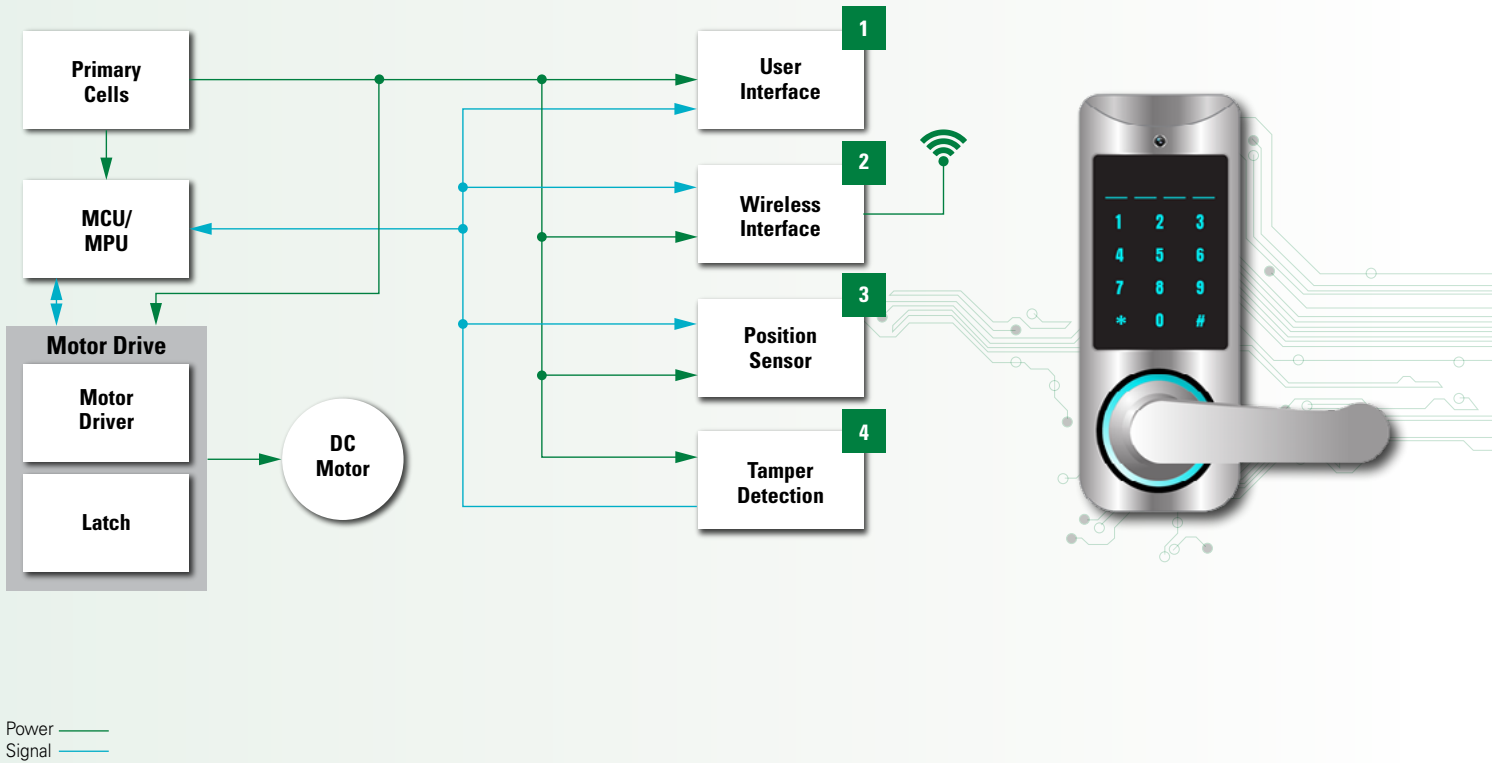 Primary
Cells
MCU/
MPU
Motor Drive
Motor
Driver
Latch
DC
Motor
1
User
Interface
2
Wireless
Interface
3
Position
Sensor
4
Tamper
Detection
1 2 3
4 5 6
7 8 9
* 0 #
Power
Signal